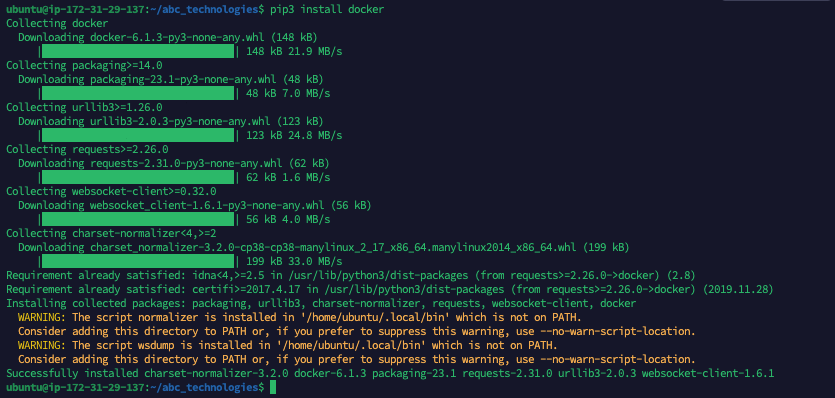 ubuntu@ip-172-31-29-137:~/abc_technologies$ pip3 install docker
Collecting docker
  Downloading docker-6.1.3-py3-none-any.whl (148 kB)
     |████████████████████████████████| 148 kB 21.9 MB/s
Collecting packaging>=14.0
  Downloading packaging-23.1-py3-none-any.whl (48 kB)
     |████████████████████████████████| 48 kB 7.0 MB/s
Collecting urllib3>=1.26.0
  Downloading urllib3-2.0.3-py3-none-any.whl (123 kB)
     |████████████████████████████████| 123 kB 24.8 MB/s
Collecting requests>=2.26.0
  Downloading requests-2.31.0-py3-none-any.whl (62 kB)
     |████████████████████████████████| 62 kB 1.6 MB/s
Collecting websocket-client>=0.32.0
  Downloading websocket_client-1.6.1-py3-none-any.whl (56 kB)
     |████████████████████████████████| 56 kB 4.0 MB/s
Collecting charset-normalizer<4,>=2
  Downloading charset_normalizer-3.2.0-cp38-cp38-manylinux_2_17_x86_64.manylinux2014_x86_64.whl (199 kB)
     |████████████████████████████████| 199 kB 33.0 MB/s
Requirement already satisfied: idna<4,>=2.5 in /usr/lib/python3/dist-packages (from requests>=2.26.0->docker) (2.8)
Requirement already satisfied: certifi>=2017.4.17 in /usr/lib/python3/dist-packages (from requests>=2.26.0->docker) (2019.11.28)
Installing collected packages: packaging, urllib3, charset-normalizer, requests, websocket-client, docker
  WARNING: The script normalizer is installed in '/home/ubuntu/.local/bin' which is not on PATH.
  Consider adding this directory to PATH or, if you prefer to suppress this warning, use --no-warn-script-location.
  WARNING: The script wsdump is installed in '/home/ubuntu/.local/bin' which is not on PATH.
  Consider adding this directory to PATH or, if you prefer to suppress this warning, use --no-warn-script-location.
Successfully installed charset-normalizer-3.2.0 docker-6.1.3 packaging-23.1 requests-2.31.0 urllib3-2.0.3 websocket-client-1.6.1
ubuntu@ip-172-31-29-137:~/abc_technologies$